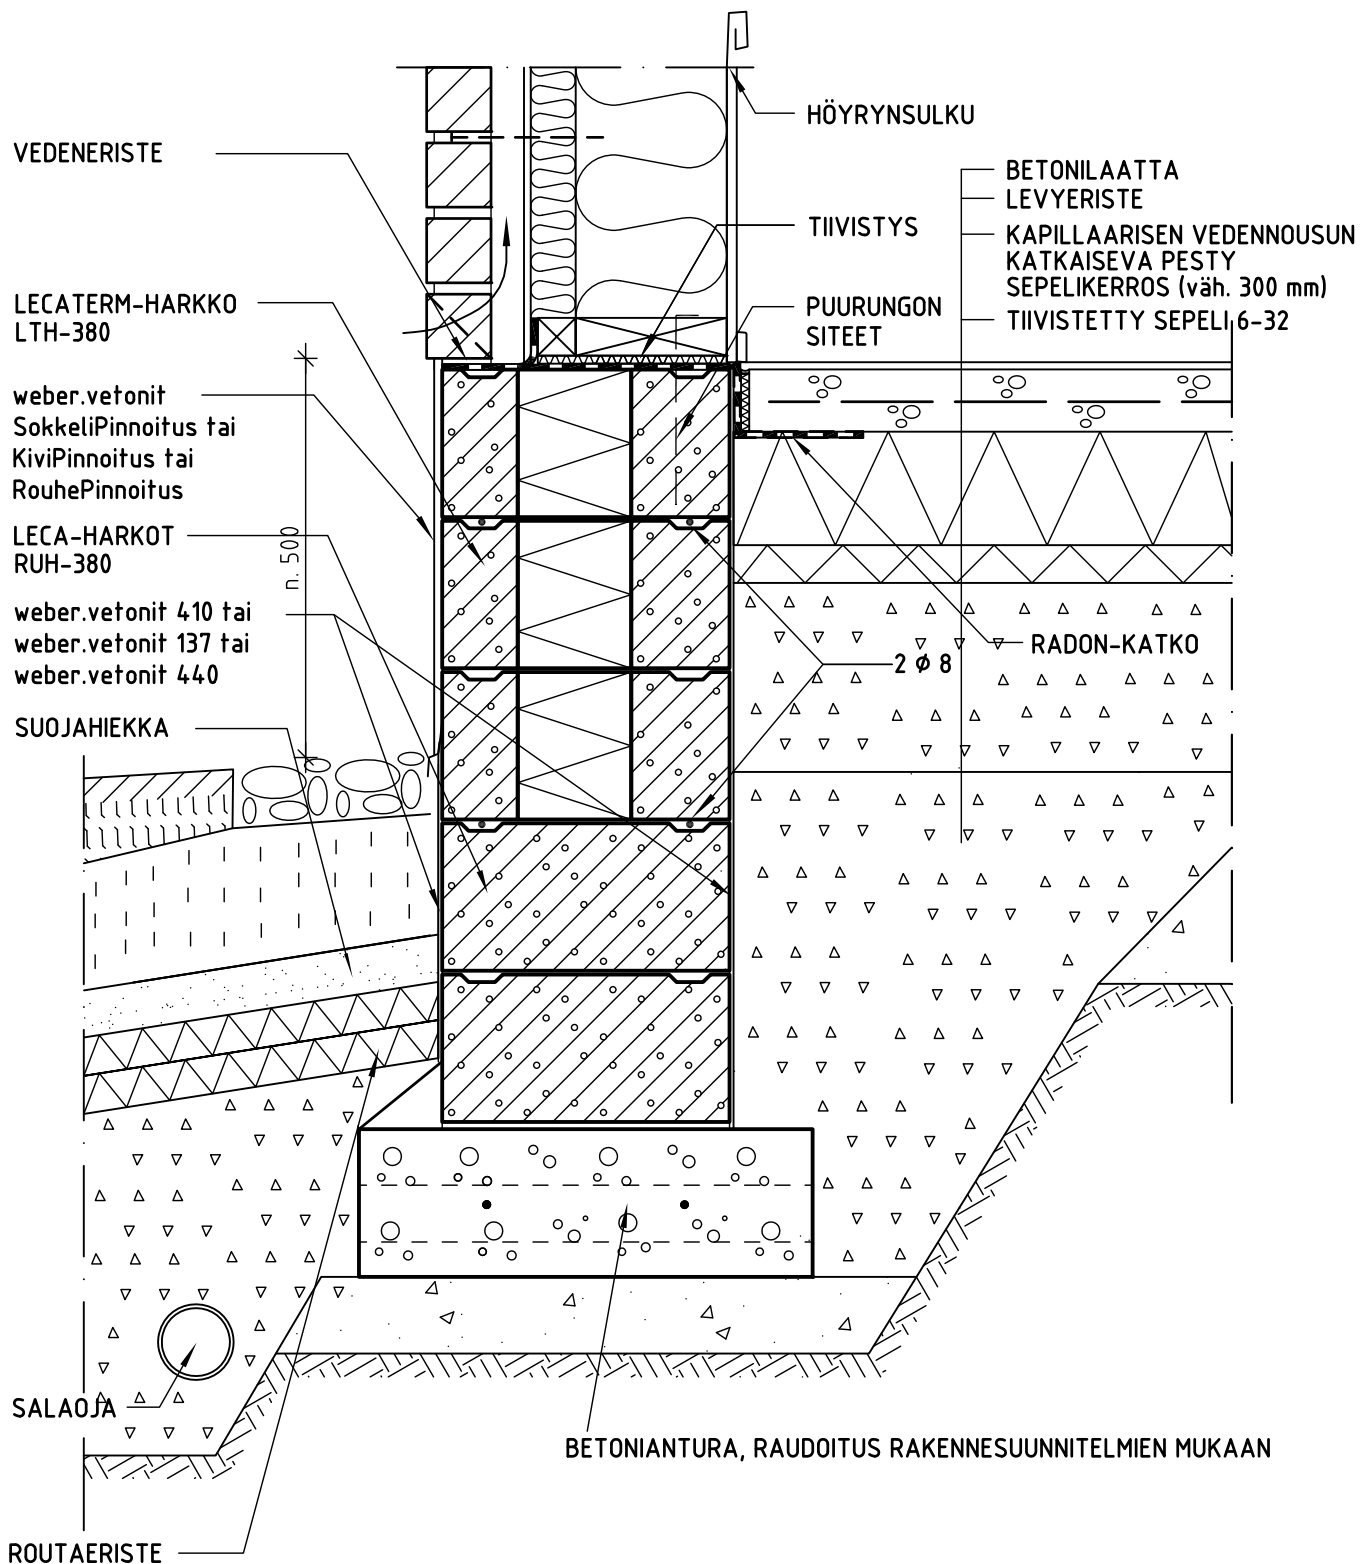 HÖYRYNSULKU
VEDENERISTE
BETONILAATTA
LEVYERISTE
KAPILLAARISEN VEDENNOUSUN
KATKAISEVA PESTY
SEPELIKERROS (väh. 300 mm)
TIIVISTETTY SEPELI 6-32
TIIVISTYS
LECATERM-HARKKO
LTH-380
PUURUNGON
SITEET
weber.vetonit
SokkeliPinnoitus tai
KiviPinnoitus tai
RouhePinnoitus
n. 500
LECA-HARKOT
RUH-380
weber.vetonit 410 tai
weber.vetonit 137 tai
weber.vetonit 440
RADON-KATKO
2 Ø 8
SUOJAHIEKKA
SALAOJA
BETONIANTURA, RAUDOITUS RAKENNESUUNNITELMIEN MUKAAN
ROUTAERISTE